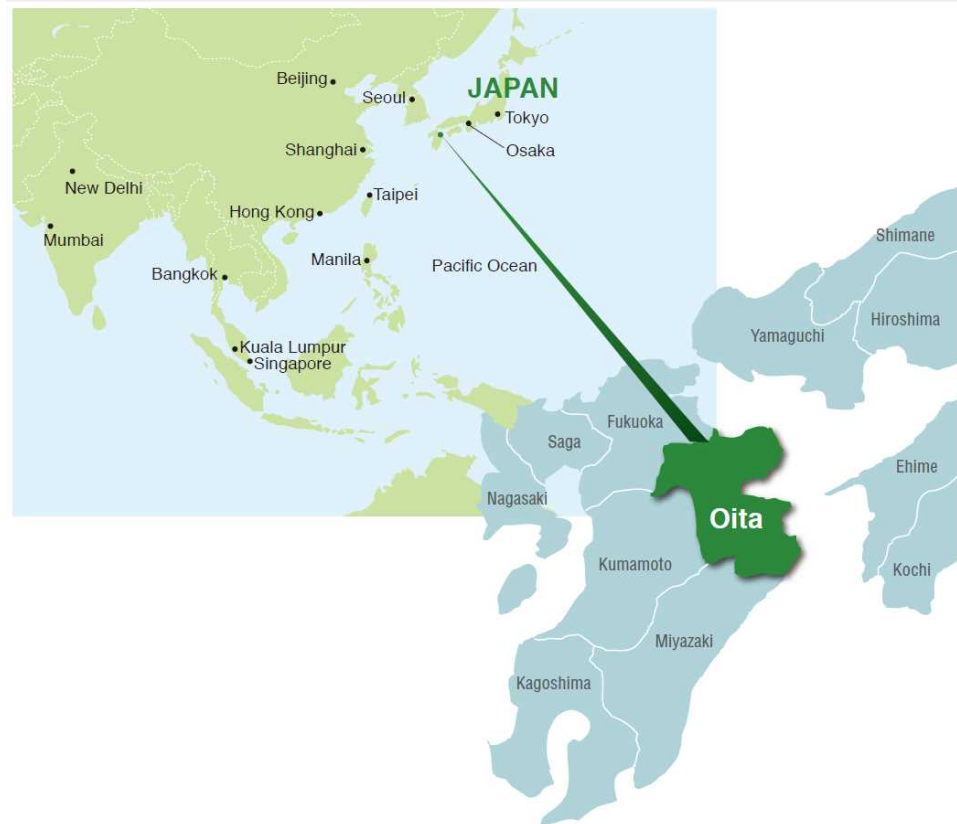 JAPAN
Beijing
Seoul
Tokyo
Osaka
Shanghai
New Delhi
Taipei
Hong Kong
Mumbai
Manila
Pacific Ocean
Bangkok
Kuala Lumpur
Singapore
Shimane
Hiroshima
Yamaguchi
Fukuoka
Saga
Ehime
Nagasaki
Oita
Kumamoto
Kochi
Miyazaki
Kagoshima